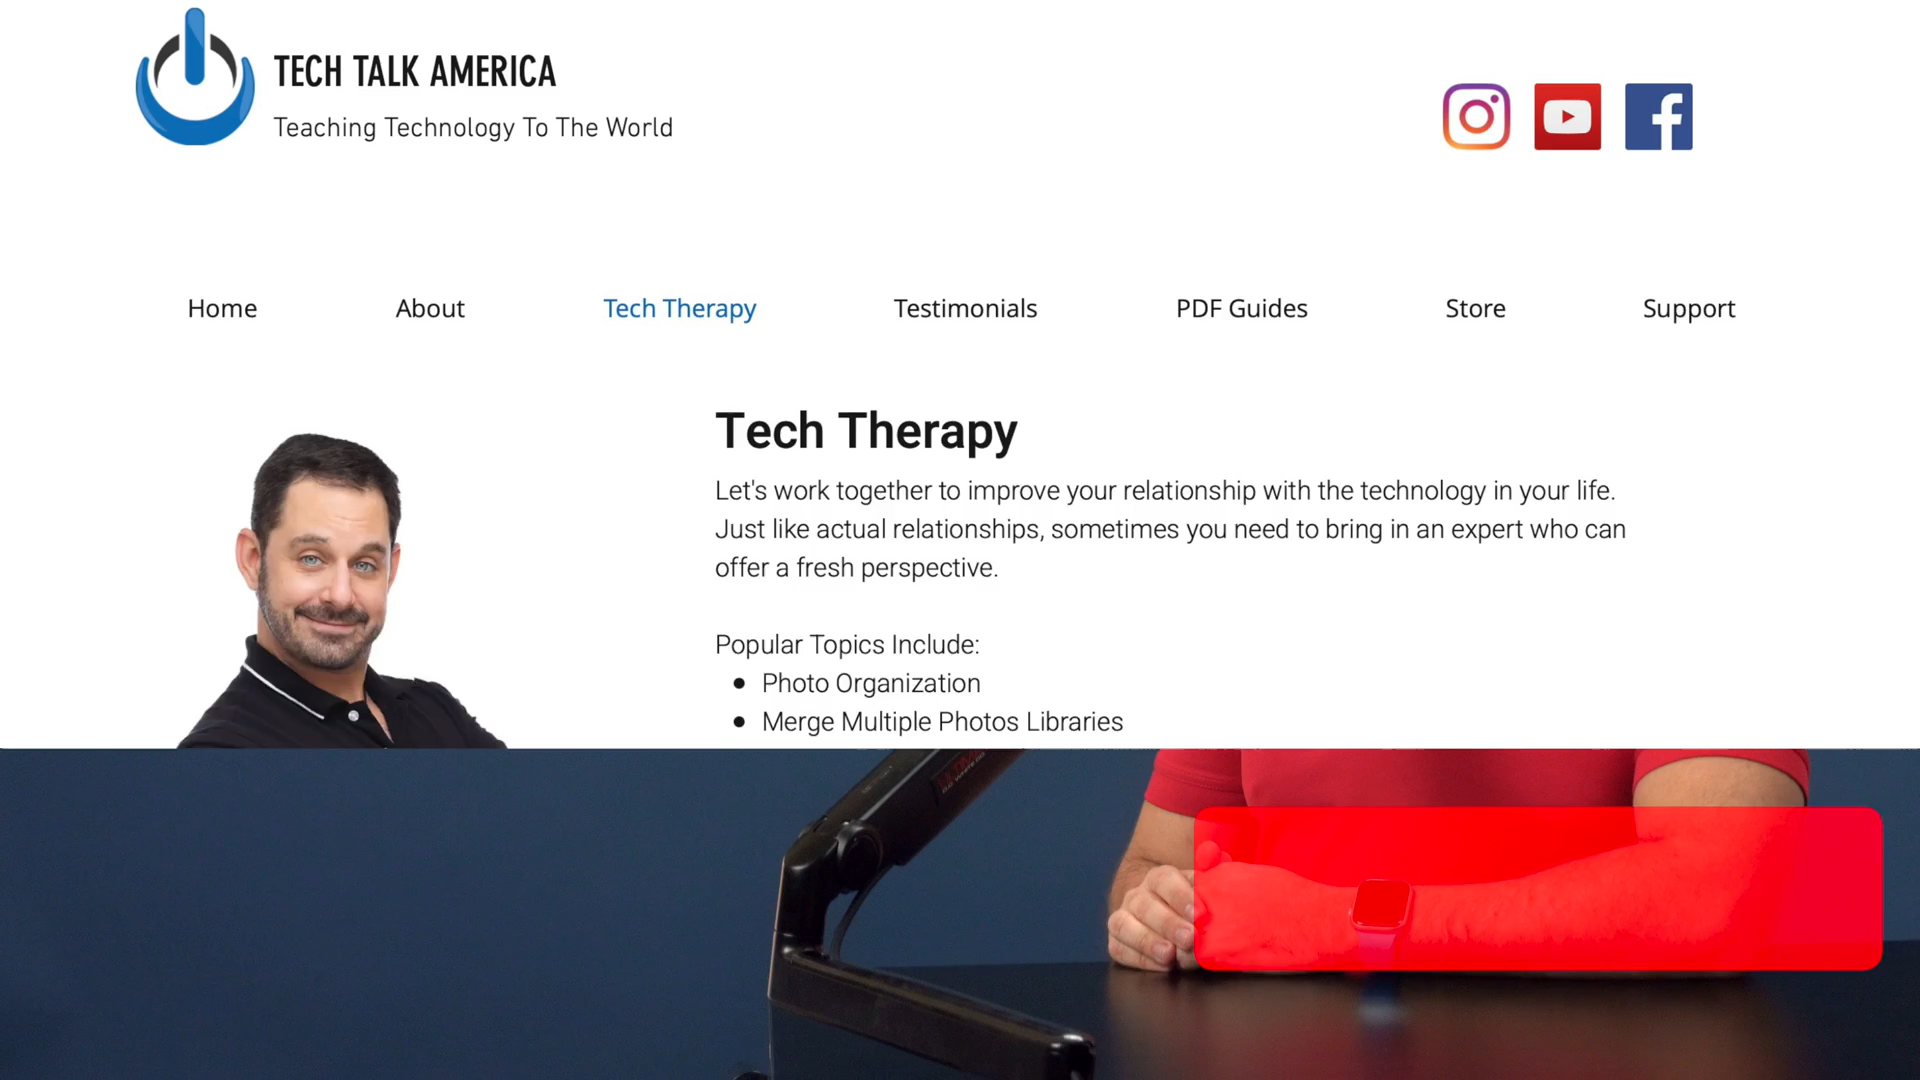 TECH TALK AMERICA
Teaching Technology To The World
Home About Tech Therapy Testimonials PDF Guides Store Support
Tech Therapy
Let's work together to improve your relationship with the technology in your life.
Just like actual relationships, sometimes you need to bring in an expert who can
offer a fresh perspective.
Popular Topics Include:
Photo Organization
Merge Multiple Photos Libraries